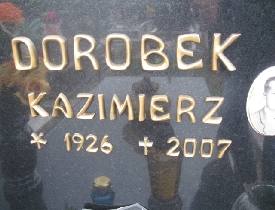 DOROBEK
KAZIMIERZ
* 1926 ✝ 2007